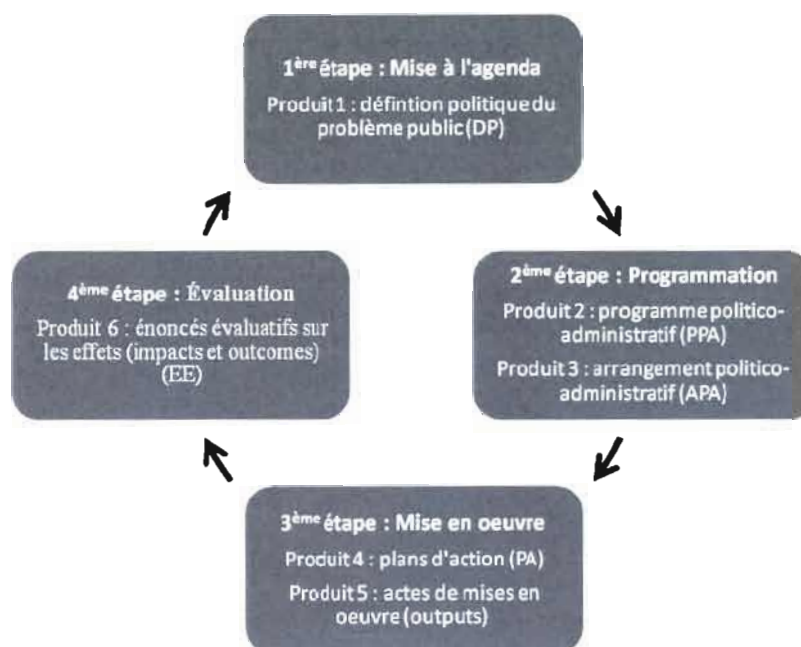 1ère étape : Mise à l'agenda
Produit 1 : défintion politique du
problème public (DP)
2ème étape : Programmation
Produit 2 : programme politico-
administratif (PPA)
Produit 3 : arrangement politico-
administratif (APA)
3ème étape : Mise en oeuvre
Produit 4 : plans d'action (PA)
Produit 5 : actes de mises en
oeuvre (outputs)
4ème étape : Évaluation
Produit 6 : énoncés évaluatifs sur
les effets (impacts et outcomes)
(EE)